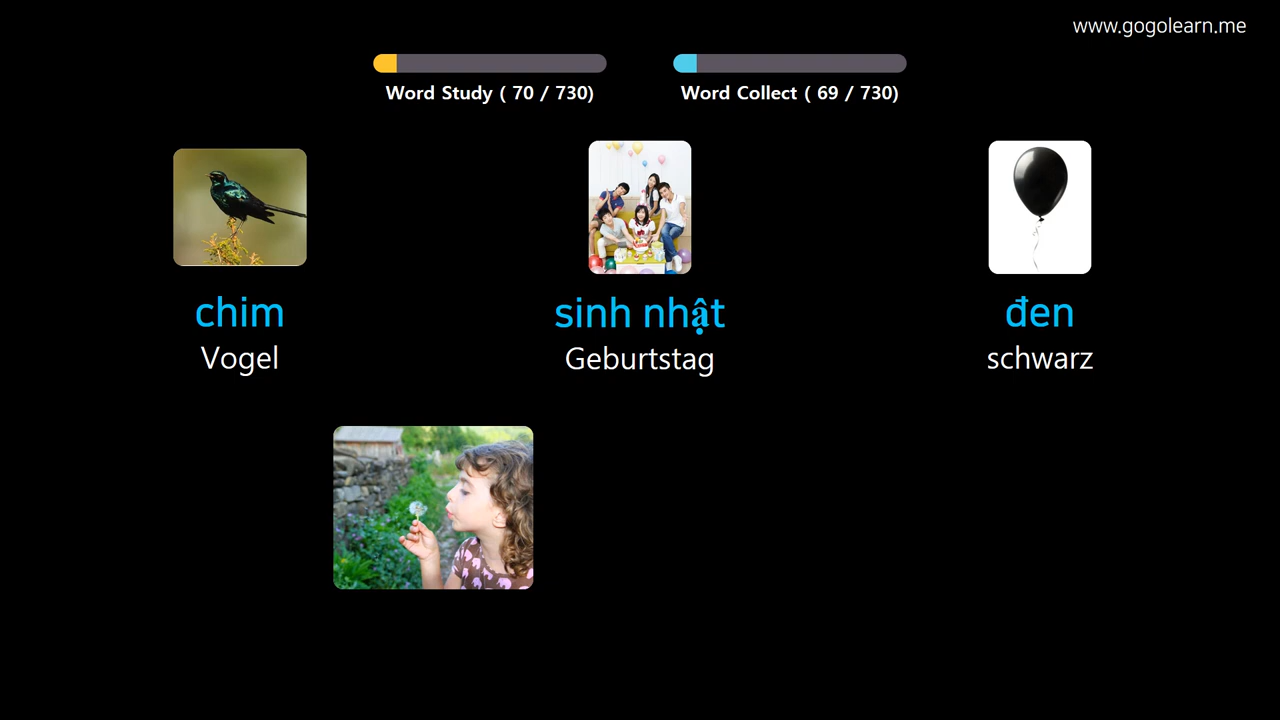 www.gogolearn.me
Word Study ( 70 / 730)
Word Collect ( 69 / 730)
chim
sinh nhật
đen
Vogel
Geburtstag
schwarz